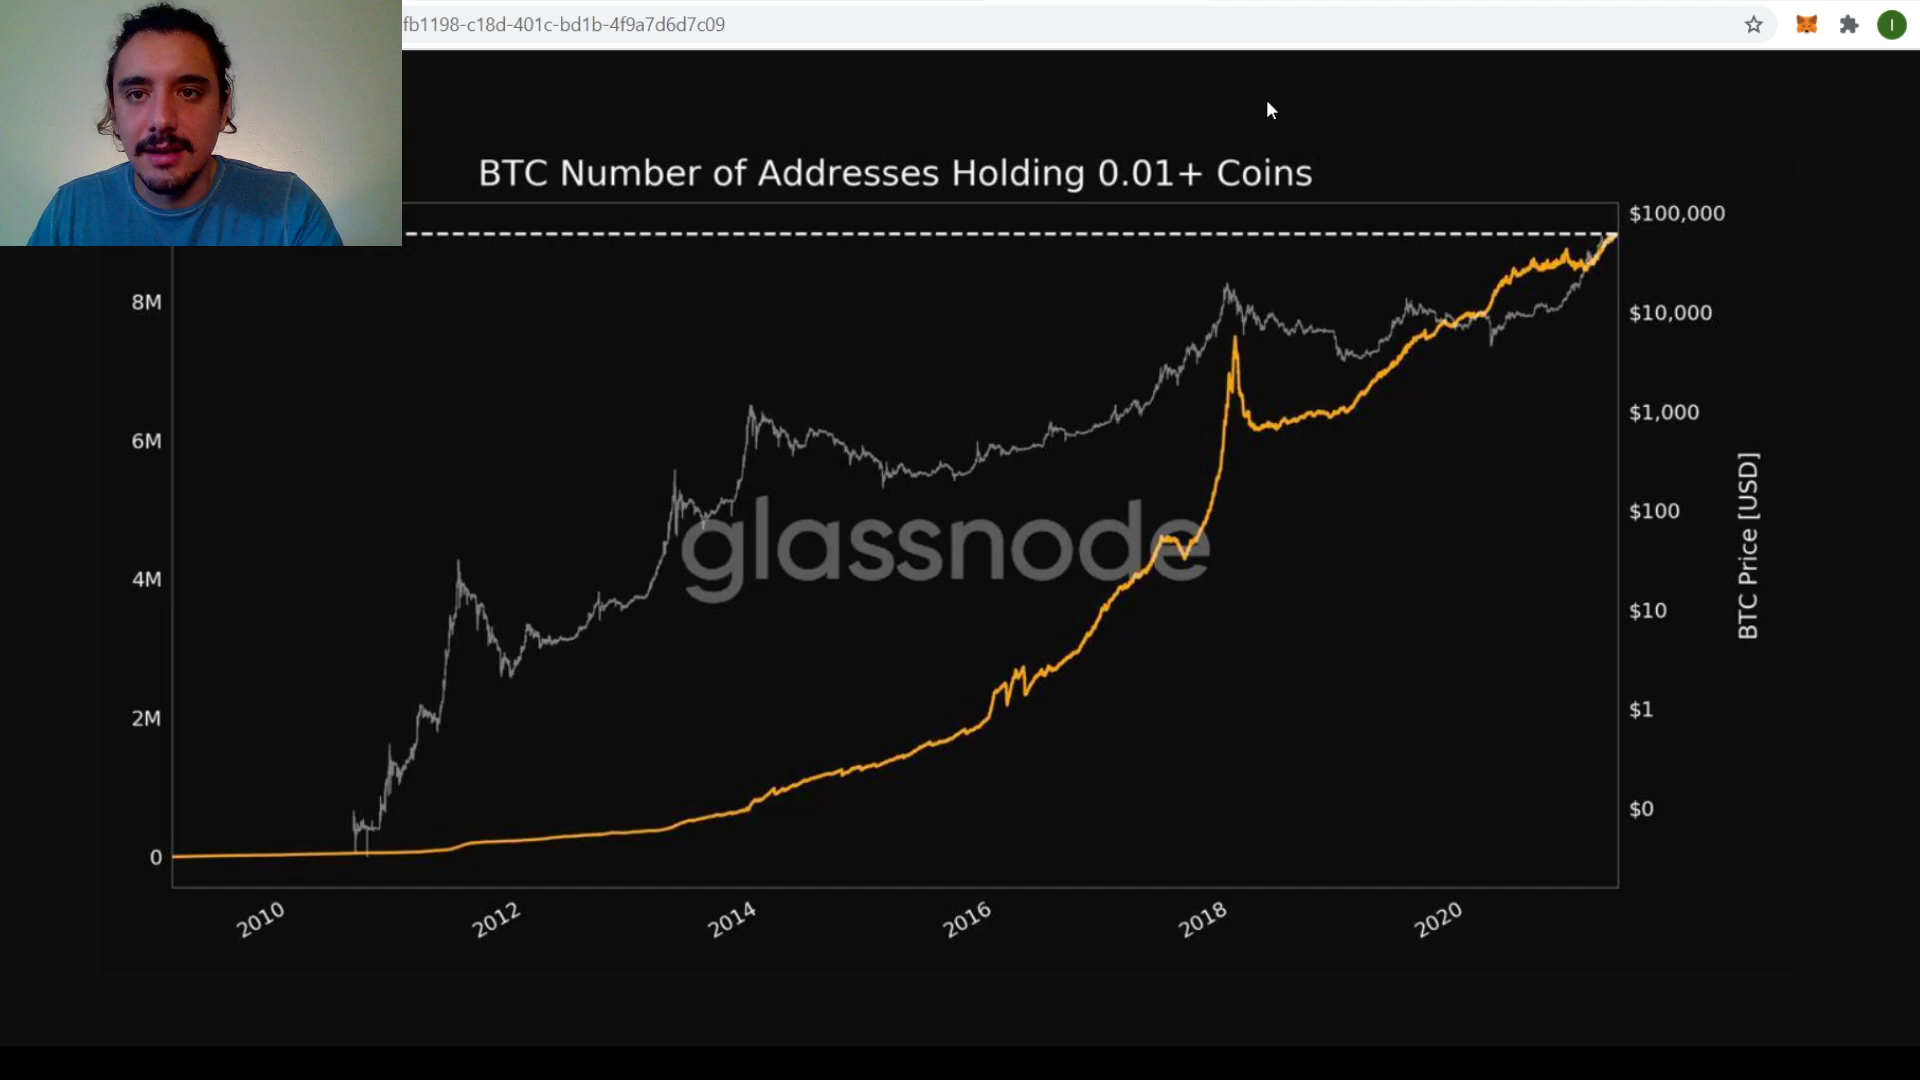 fb1198-c18d-401c-bd1b-4f9a7d6d7c09
I
BTC Number of Addresses Holding 0.01+ Coins
$100,000
8M
$10,000
6M
$1,000
BTC Price [USD]
glassnode
$100
4M
$10
2M
$1
$0
0
2010
2012
2014
2016
2018
2020